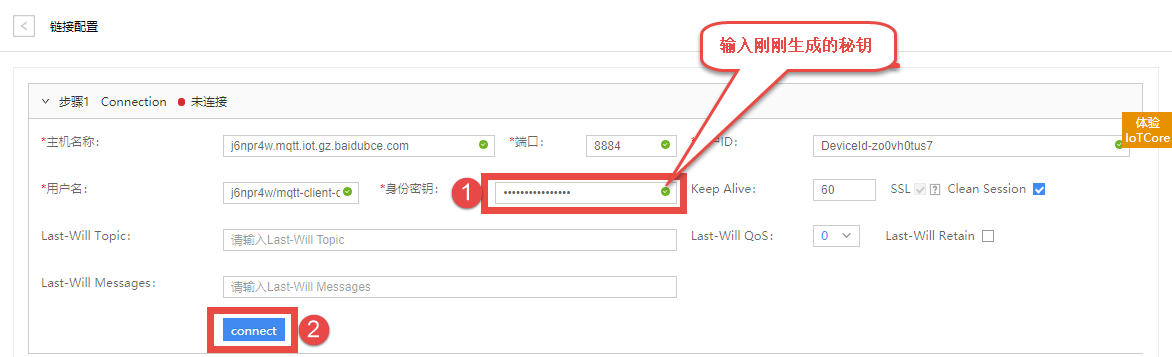 链接配置
输入刚刚生成的秘钥
步骤1 Connection 未连接
体验
IoTCore
*主机名称: j6npr4w.mqtt.iot.gz.baidubce.com *端口: 8884 户ID: DeviceId-zo0vh0tus7
*用户名: j6npr4w/mqtt-client-c *身份密钥: 1 •••••••••••••••• Keep Alive: 60 SSL ? Clean Session
Last-Will Topic: 请输入Last-Will Topic Last-Will QoS: 0 Last-Will Retain
Last-Will Messages: 请输入Last-Will Messages
connect 2